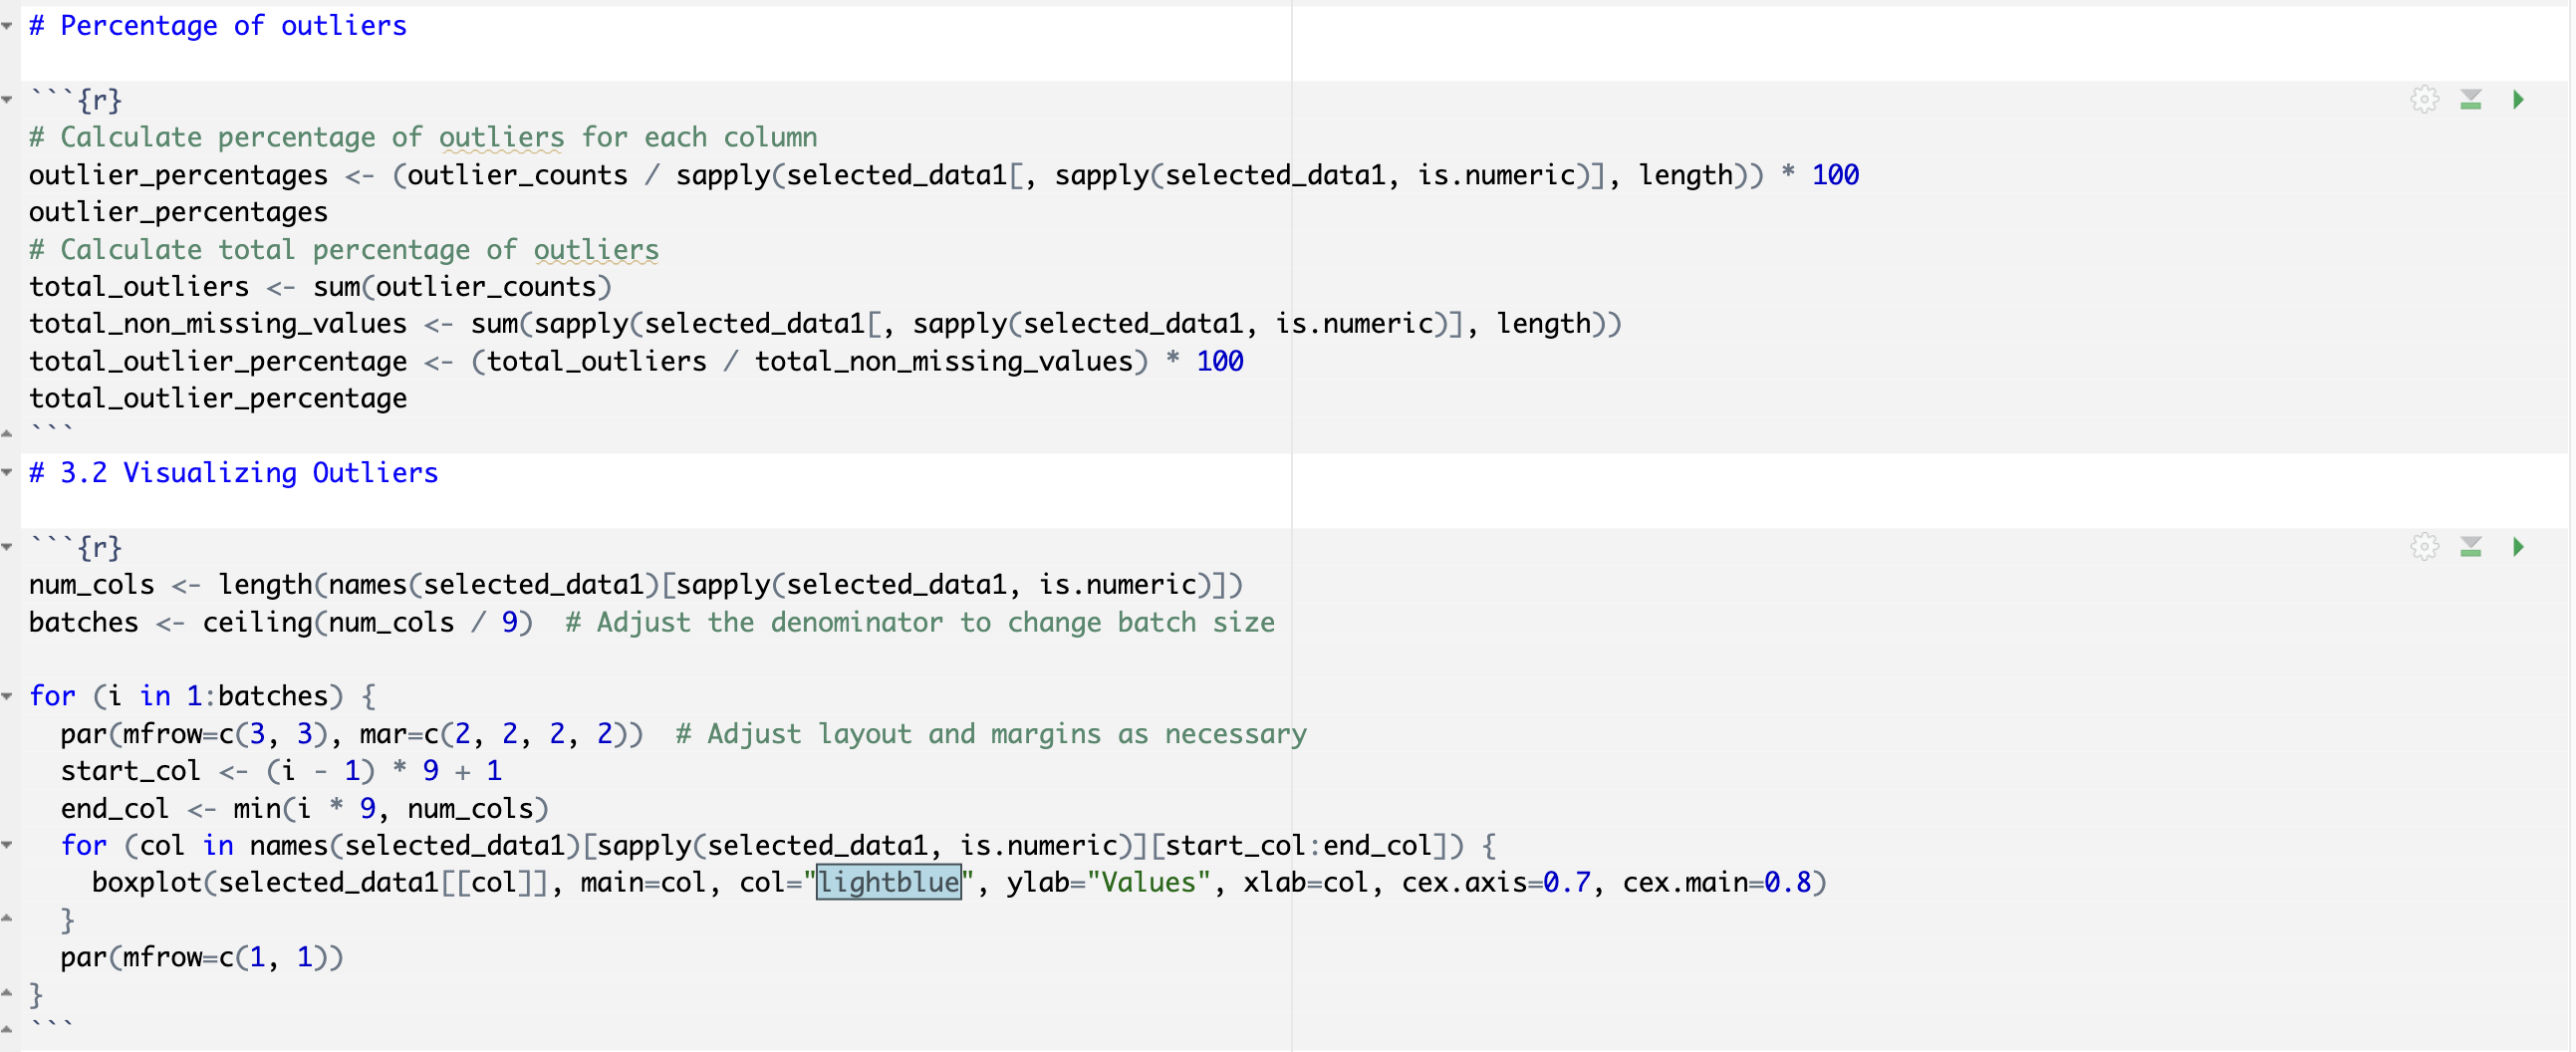 # Percentage of outliers
```{r}
# Calculate percentage of outliers for each column
outlier_percentages <- (outlier_counts / sapply(selected_data1[, sapply(selected_data1, is.numeric)], length)) * 100
outlier_percentages
# Calculate total percentage of outliers
total_outliers <- sum(outlier_counts)
total_non_missing_values <- sum(sapply(selected_data1[, sapply(selected_data1, is.numeric)], length))
total_outlier_percentage <- (total_outliers / total_non_missing_values) * 100
total_outlier_percentage
```
# 3.2 Visualizing Outliers
```{r}
num_cols <- length(names(selected_data1)[sapply(selected_data1, is.numeric)])
batches <- ceiling(num_cols / 9)  # Adjust the denominator to change batch size
for (i in 1:batches) {
  par(mfrow=c(3, 3), mar=c(2, 2, 2, 2))  # Adjust layout and margins as necessary
  start_col <- (i - 1) * 9 + 1
  end_col <- min(i * 9, num_cols)
  for (col in names(selected_data1)[sapply(selected_data1, is.numeric)][start_col:end_col]) {
    boxplot(selected_data1[[col]], main=col, col="lightblue", ylab="Values", xlab=col, cex.axis=0.7, cex.main=0.8)
  }
  par(mfrow=c(1, 1))
}
```